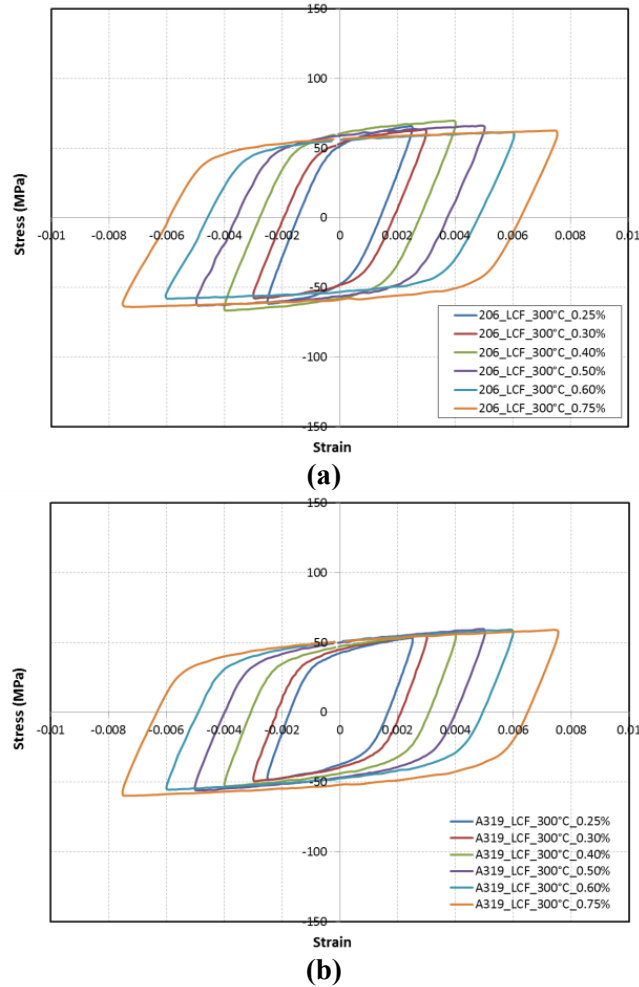 150
100
50
0
-0.01 -0.008 -0.006 -0.004 -0.002 0 0.002 0.004 0.006 0.008 0.01
-50
-100
-150
Stress (MPa)
206_LCF_300°C_0.25%
206_LCF_300°C_0.30%
206_LCF_300°C_0.40%
206_LCF_300°C_0.50%
206_LCF_300°C_0.60%
206_LCF_300°C_0.75%
Strain
(a)
150
100
50
0
-0.01 -0.008 -0.006 -0.004 -0.002 0 0.002 0.004 0.006 0.008 0.01
-50
-100
-150
Stress (MPa)
A319_LCF_300°C_0.25%
A319_LCF_300°C_0.30%
A319_LCF_300°C_0.40%
A319_LCF_300°C_0.50%
A319_LCF_300°C_0.60%
A319_LCF_300°C_0.75%
Strain
(b)